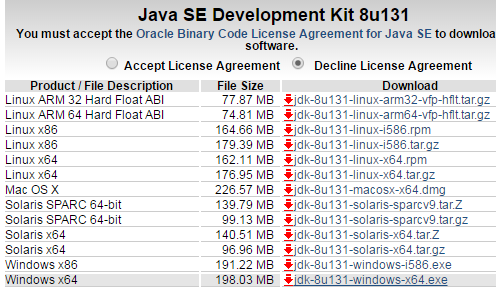 Java SE Development Kit 8u131
You must accept the Oracle Binary Code License Agreement for Java SE to download this
software.
Accept License Agreement Decline License Agreement
Product / File Description File Size Download
Linux ARM 32 Hard Float ABI 77.87 MB jdk-8u131-linux-arm32-vfp-hflt.tar.gz
Linux ARM 64 Hard Float ABI 74.81 MB jdk-8u131-linux-arm64-vfp-hflt.tar.gz
Linux x86 164.66 MB jdk-8u131-linux-i586.rpm
Linux x86 179.39 MB jdk-8u131-linux-i586.tar.gz
Linux x64 162.11 MB jdk-8u131-linux-x64.rpm
Linux x64 176.95 MB jdk-8u131-linux-x64.tar.gz
Mac OS X 226.57 MB jdk-8u131-macosx-x64.dmg
Solaris SPARC 64-bit 139.79 MB jdk-8u131-solaris-sparcv9.tar.Z
Solaris SPARC 64-bit 99.13 MB jdk-8u131-solaris-sparcv9.tar.gz
Solaris x64 140.51 MB jdk-8u131-solaris-x64.tar.Z
Solaris x64 96.96 MB jdk-8u131-solaris-x64.tar.gz
Windows x86 191.22 MB jdk-8u131-windows-i586.exe
Windows x64 198.03 MB jdk-8u131-windows-x64.exe